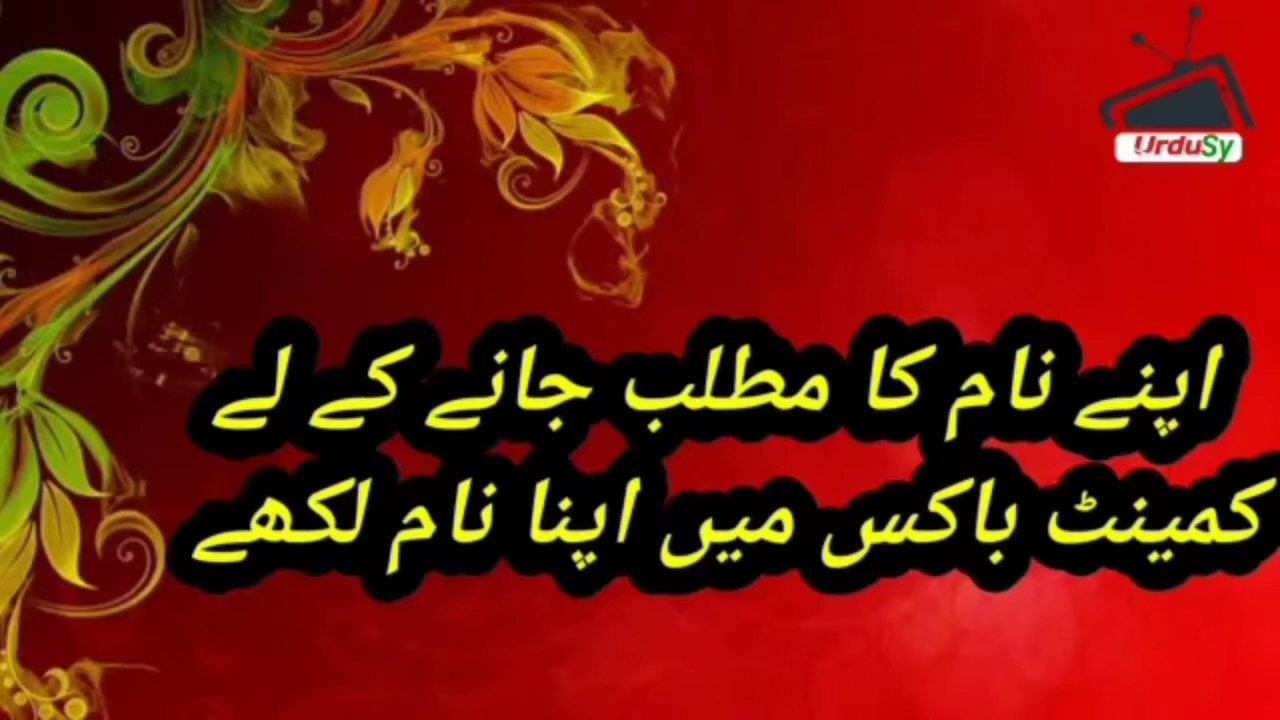 UrduSy
اپنے نام کا مطلب جانے کے لے
کمینٹ باکس میں اپنا نام لکھے